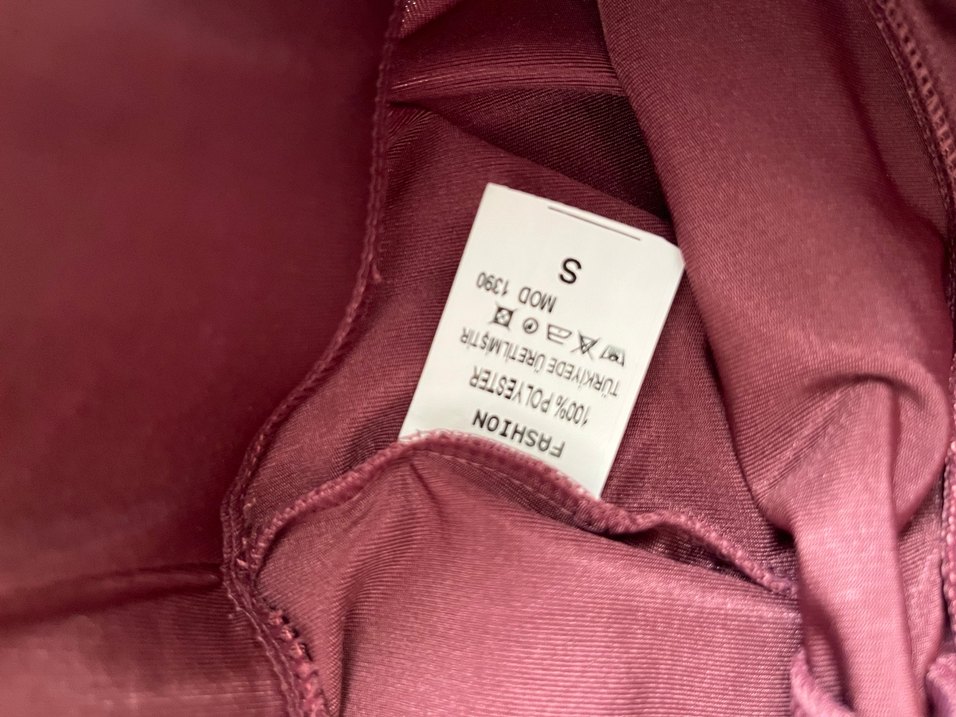 FASHION
100% POLYESTER
TÜRKİYEDE ÜRETİLMİŞTİR
MOD 1390
S